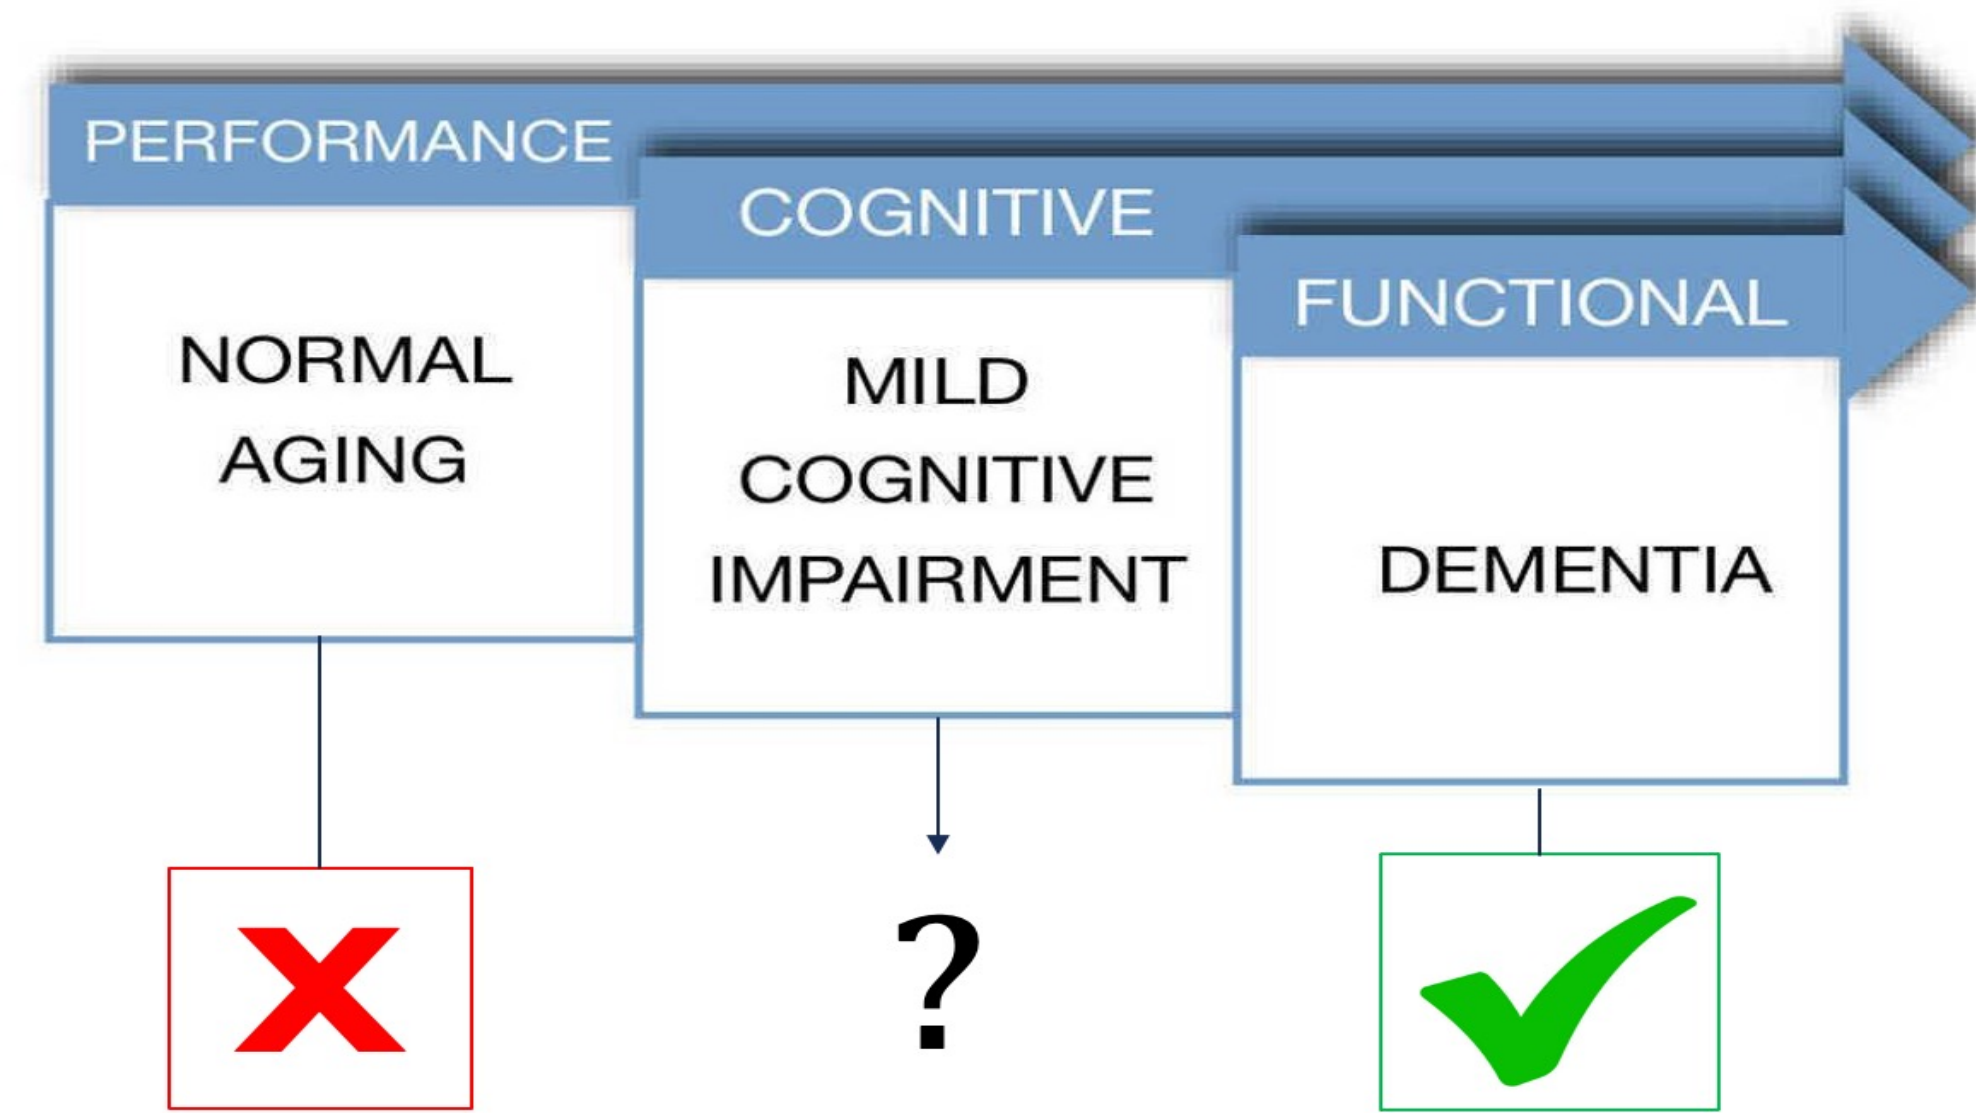 PERFORMANCE
NORMAL
AGING
COGNITIVE
MILD
COGNITIVE
IMPAIRMENT
FUNCTIONAL
DEMENTIA
?